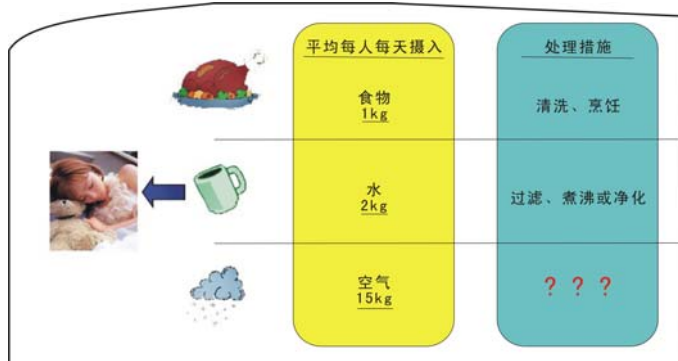 平均每人每天摄入
处理措施
食物
1kg
清洗、烹饪
水
2kg
过滤、煮沸或净化
空气
15kg
? ? ?